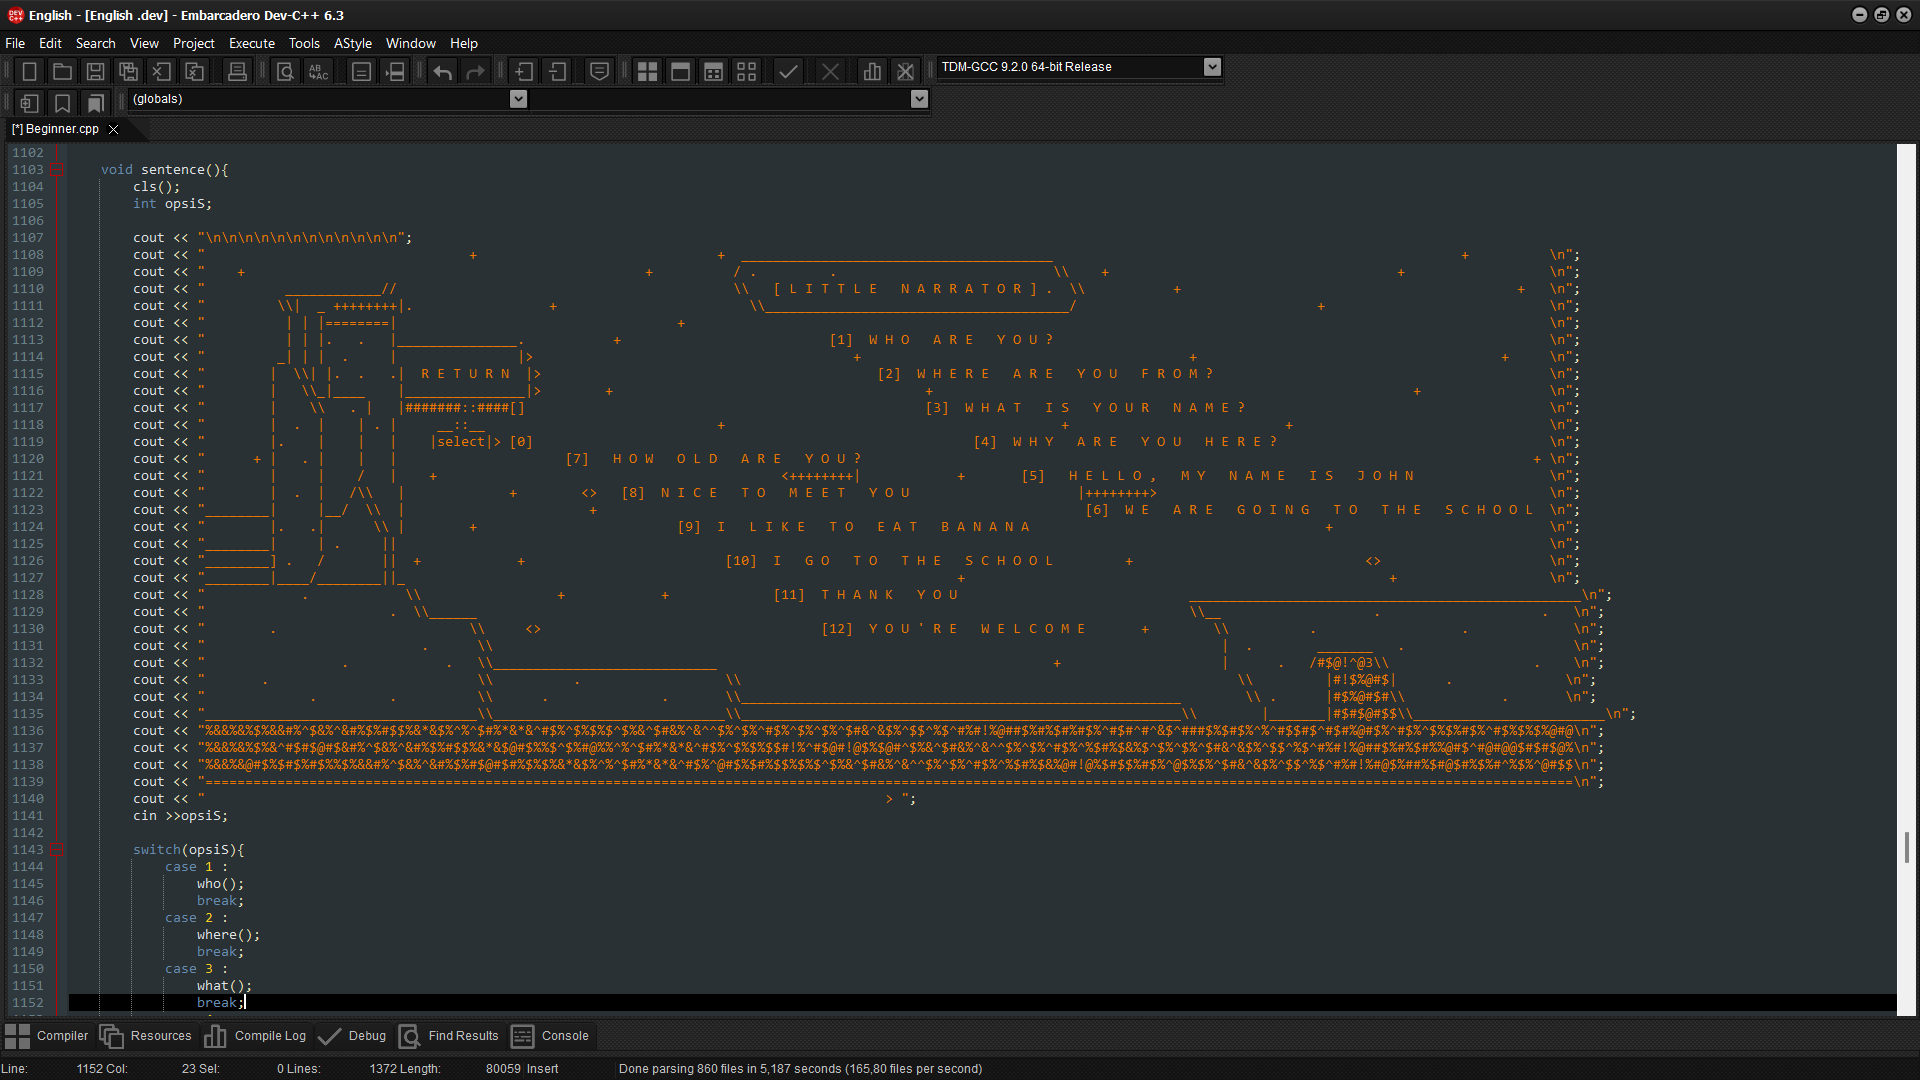 English - [English .dev] - Embarcadero Dev-C++ 6.3
File Edit Search View Project Execute Tools AStyle Window Help
TDM-GCC 9.2.0 64-bit Release
(globals)
[*] Beginner.cpp
1102
1103 void sentence(){
1104 cls();
1105 int opsiS;
1106
1107 cout << "\n\n\n\n\n\n\n\n\n\n\n\n";
1108 cout << " + + _______________________________________ + \n";
1109 cout << " + + / . . \\ + + \n";
1110 cout << " ____________// \\ [ L I T T L E   N A R R A T O R ] . \\ + + \n";
1111 cout << " \\| _ ++++++++|. + \\______________________________________/ + \n";
1112 cout << " | | |========| + \n";
1113 cout << " | | |. . |_______________. + [1] W H O   A R E   Y O U ? \n";
1114 cout << " _| | | . | |> + + + \n";
1115 cout << " | \\| |. . .| R E T U R N |> [2] W H E R E   A R E   Y O U   F R O M ? \n";
1116 cout << " | \\_|____ |_______________|> + + + \n";
1117 cout << " | \\ . | |#######::####[] [3] W H A T   I S   Y O U R   N A M E ? \n";
1118 cout << " | . | | . | __::__ + + + \n";
1119 cout << " |. | | | |select|> [0] [4] W H Y   A R E   Y O U   H E R E ? \n";
1120 cout << " + | . | | | [7] H O W   O L D   A R E   Y O U ? + \n";
1121 cout << " | | / | + <++++++++| + [5] H E L L O ,   M Y   N A M E   I S   J O H N \n";
1122 cout << " | . | /\\ | + <> [8] N I C E   T O   M E E T   Y O U |++++++++> \n";
1123 cout << "________| |__/ \\ | + [6] W E   A R E   G O I N G   T O   T H E   S C H O O L \n";
1124 cout << " |. .| \\ | + [9] I   L I K E   T O   E A T   B A N A N A + \n";
1125 cout << "________| | . || \n";
1126 cout << "________] . / || + + [10] I   G O   T O   T H E   S C H O O L + <> \n";
1127 cout << "________|____/________||_ + + \n";
1128 cout << " . \\ + + [11] T H A N K   Y O U _________________________________________________\n";
1129 cout << " . \\______ \\__ . . \n";
1130 cout << " . \\ <> [12] Y O U ' R E   W E L C O M E + \\ . . \n";
1131 cout << " . \\ | . _______ . \n";
1132 cout << " . . \\____________________________ + | . /#$@!^@3\\ . \n";
1133 cout << " . \\ . \\ \\ |#!$%@#$| . \n";
1134 cout << " . . \\ . . \\_______________________________________________________ \\ . |#$%@#$#\\ . \n";
1135 cout << "__________________________________\\_____________________________\\_______________________________________________________\\ |_______|#$#$@#$$\\________________________\n";
1136 cout << "
1137 cout << "
1138 cout << "
1139 cout << "===========================================================================================================================================================================\n";
1140 cout << " > ";
1141 cin >>opsiS;
1142
1143 switch(opsiS){
1144 case 1 :
1145 who();
1146 break;
1147 case 2 :
1148 where();
1149 break;
1150 case 3 :
1151 what();
1152 break;
Compiler Resources Compile Log Debug Find Results Console
Line: 1152 Col: 23 Sel: 0 Lines: 1372 Length: 80059 Insert Done parsing 860 files in 5,187 seconds (165,80 files per second)